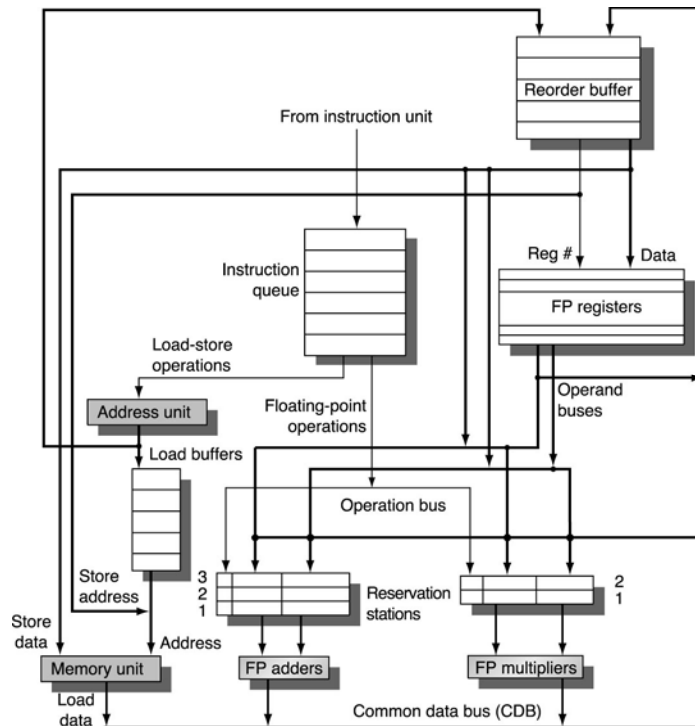 Reorder buffer
From instruction unit
Reg #
Data
Instruction
queue
FP registers
Load-store
operations
Operand
buses
Address unit
Floating-point
operations
Load buffers
Operation bus
3
2
1
Reservation
stations
2
1
Store
address
Store
data
Address
Memory unit
FP adders
FP multipliers
Load
data
Common data bus (CDB)